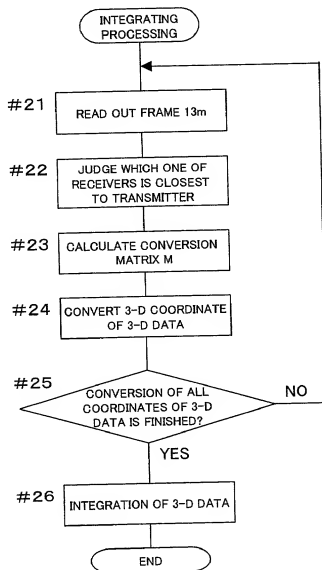 INTEGRATING
PROCESSING
#21
READ OUT FRAME 13m
#22
JUDGE WHICH ONE OF
RECEIVERS IS CLOSEST
TO TRANSMITTER
#23
CALCULATE CONVERSION
MATRIX M
#24
CONVERT 3-D COORDINATE
OF 3-D DATA
#25
CONVERSION OF ALL
COORDINATES OF 3-D
DATA IS FINISHED?
NO
YES
#26
INTEGRATION OF 3-D DATA
END